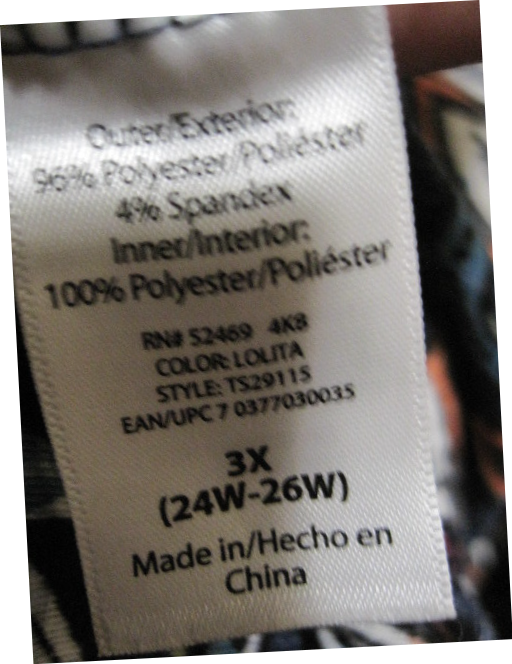 Outer/Exterior:
96% Polyester/Poliéster
4% Spandex
Inner/Interior:
100% Polyester/Poliéster
RN# 52469 4K8
COLOR: LOLITA
STYLE: TS29115
EAN/UPC 7 0377030035
3X
(24W-26W)
Made in/Hecho en
China